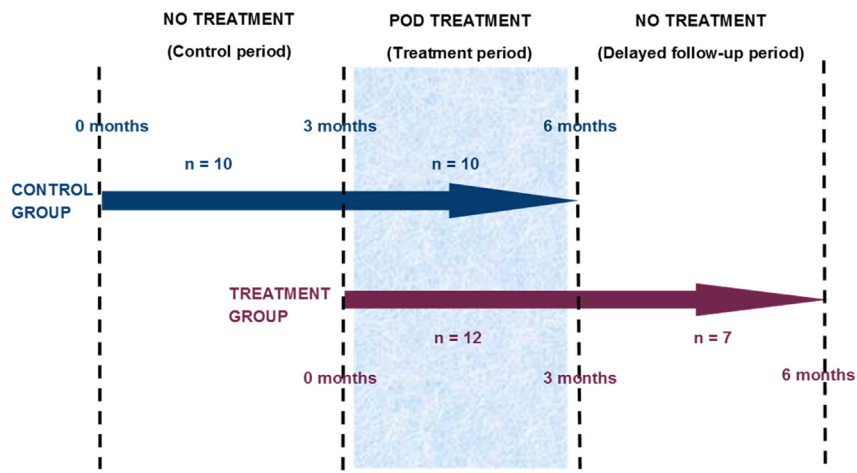 NO TREATMENT
(Control period)
POD TREATMENT
(Treatment period)
NO TREATMENT
(Delayed follow-up period)
0 months
3 months
6 months
n = 10
n = 10
CONTROL
GROUP
TREATMENT
GROUP
n = 12
n = 7
0 months
3 months
6 months